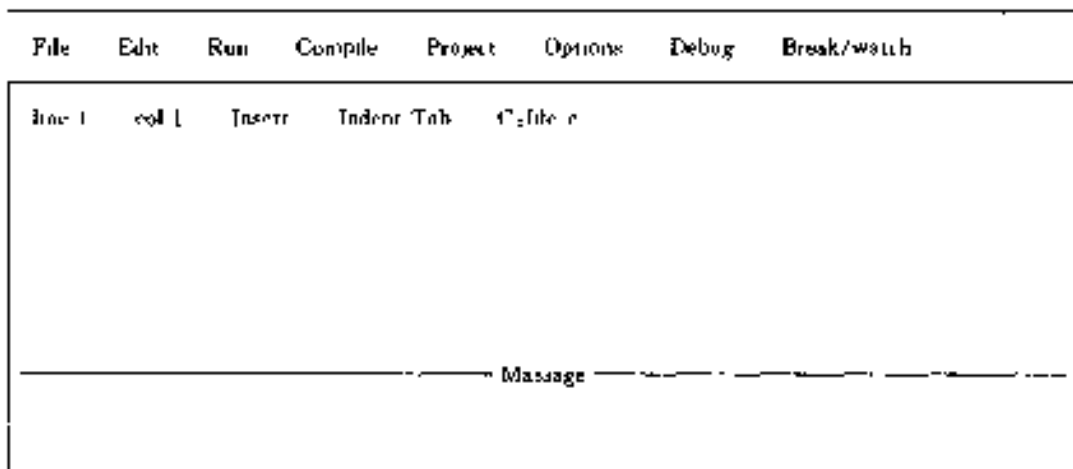 File Edit Run Compile Project Options Debug Break/watch
line 1 col 1 Insert Indent Tab
Massage